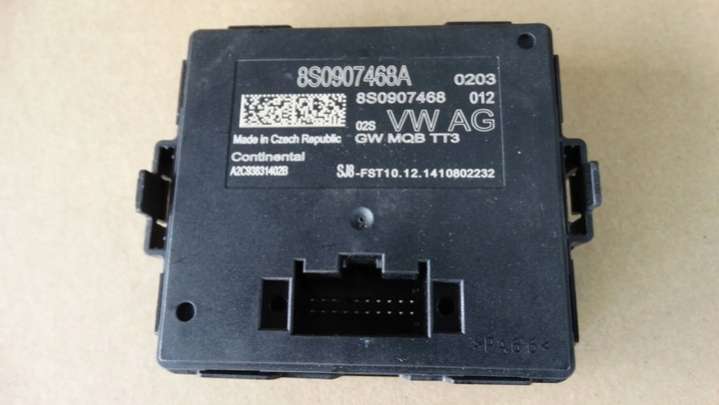 8S0907468A 0203
8S0907468 012
02S VW AG
Made in Czech Republic GW MQB TT3
Continental
A2C93831402B SJ8-FST10.12.1410802232
>PA66<